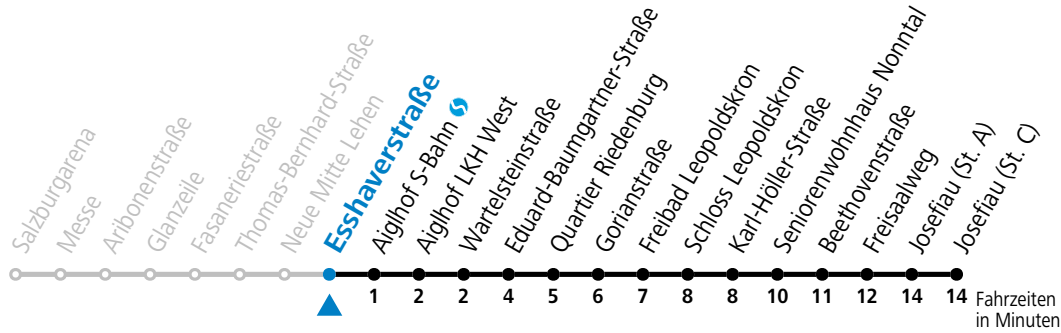 Salzburgarena
Messe
Aribonenstraße
Glanzeile
Fasaneriestraße
Thomas-Bernhard-Straße
Neue Mitte Lehen
Esshaverstraße
Aiglhof S-Bahn
Aiglhof LKH West
Wartelsteinstraße
Eduard-Baumgartner-Straße
Quartier Riedenburg
Gorianstraße
Freibad Leopoldskron
Schloss Leopoldskron
Karl-Höller-Straße
Seniorenwohnhaus Nonntal
Beethovenstraße
Freisaalweg
Josefiau (St. A)
Josefiau (St. C)
1 2 2 4 5 6 7 8 8 10 11 12 14 14 Fahrzeiten
in Minuten